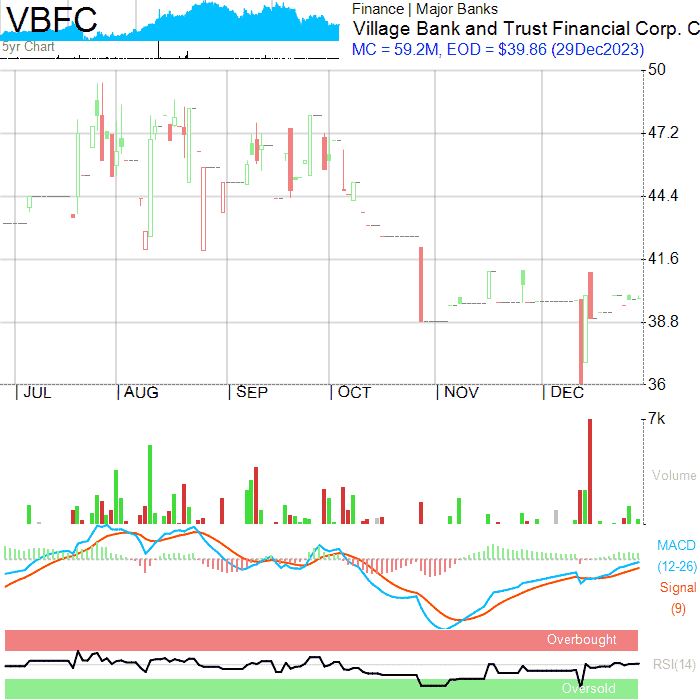 VBFC
5yr Chart
Finance | Major Banks
Village Bank and Trust Financial Corp. C
MC = 59.2M, EOD = $39.86 (29Dec2023)
50
47.2
44.4
41.6
38.8
36
JUL AUG SEP OCT NOV DEC
7k
Volume
MACD
(12-26)
Signal
(9)
Overbought
RSI(14)
Oversold